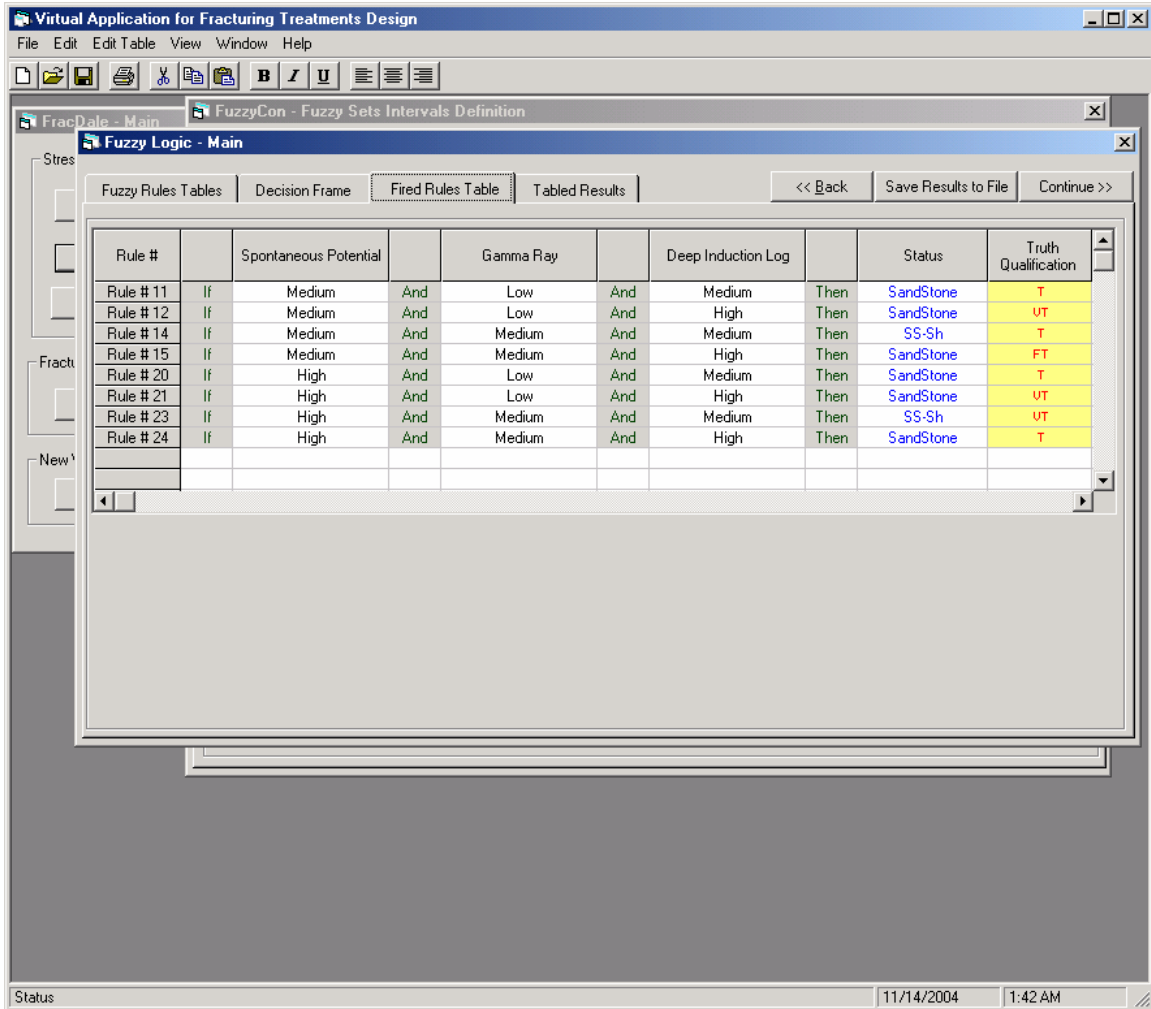 Virtual Application for Fracturing Treatments Design
File Edit Edit Table View Window Help
B I U
FracDale - Main
FuzzyCon - Fuzzy Sets Intervals Definition
Fuzzy Logic - Main
Stres
Fractu
New
Fuzzy Rules Tables Decision Frame Fired Rules Table Tabled Results << Back Save Results to File Continue >>
Rule # Spontaneous Potential Gamma Ray Deep Induction Log Status Truth Qualification
Rule # 11 If Medium And Low And Medium Then SandStone T
Rule # 12 If Medium And Low And High Then SandStone VT
Rule # 14 If Medium And Medium And Medium Then SS-Sh T
Rule # 15 If Medium And Medium And High Then SandStone FT
Rule # 20 If High And Low And Medium Then SandStone T
Rule # 21 If High And Low And High Then SandStone VT
Rule # 23 If High And Medium And Medium Then SS-Sh VT
Rule # 24 If High And Medium And High Then SandStone T
Status 11/14/2004 1:42 AM